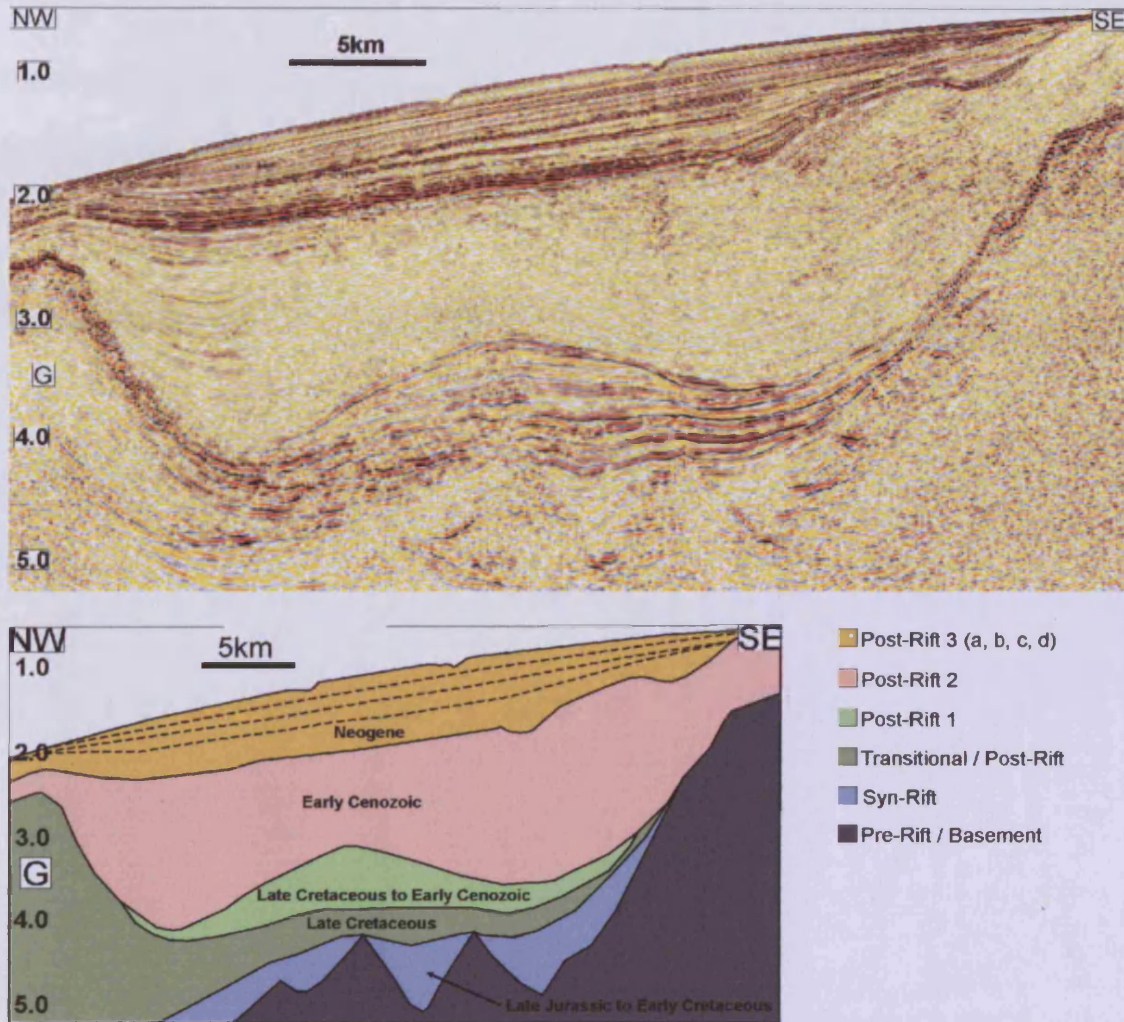 NW
SE
5km
1.0
2.0
3.0
G
4.0
5.0
NW
SE
5km
1.0
2.0
3.0
G
4.0
5.0
Neogene
Early Cenozoic
Late Cretaceous to Early Cenozoic
Late Cretaceous
Late Jurassic to Early Cretaceous
Post-Rift 3 (a, b, c, d)
Post-Rift 2
Post-Rift 1
Transitional / Post-Rift
Syn-Rift
Pre-Rift / Basement